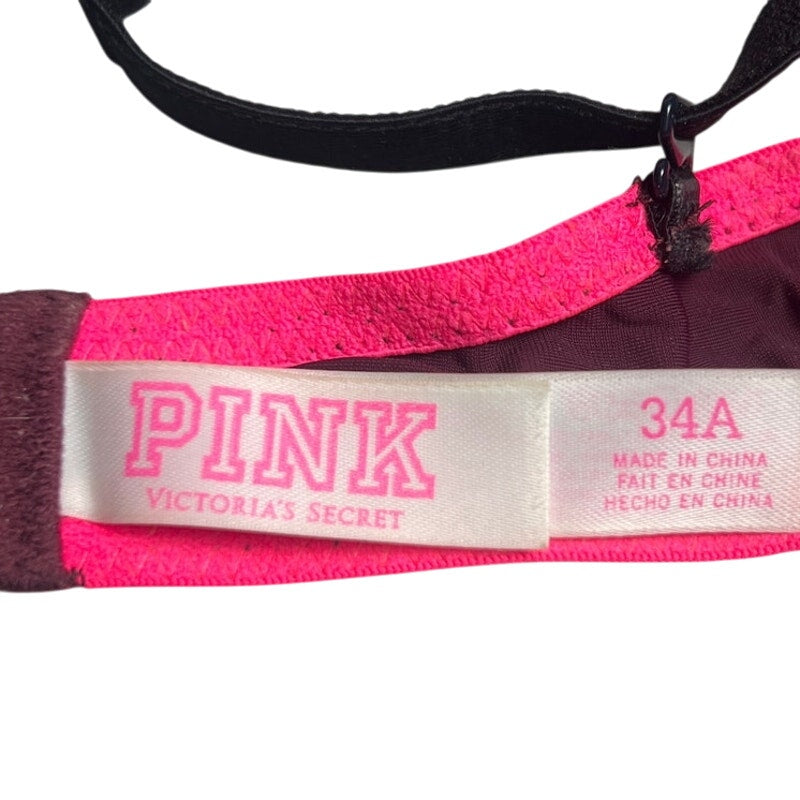 PINK
VICTORIA'S SECRET
34A
MADE IN CHINA
FAIT EN CHINE
HECHO EN CHINA